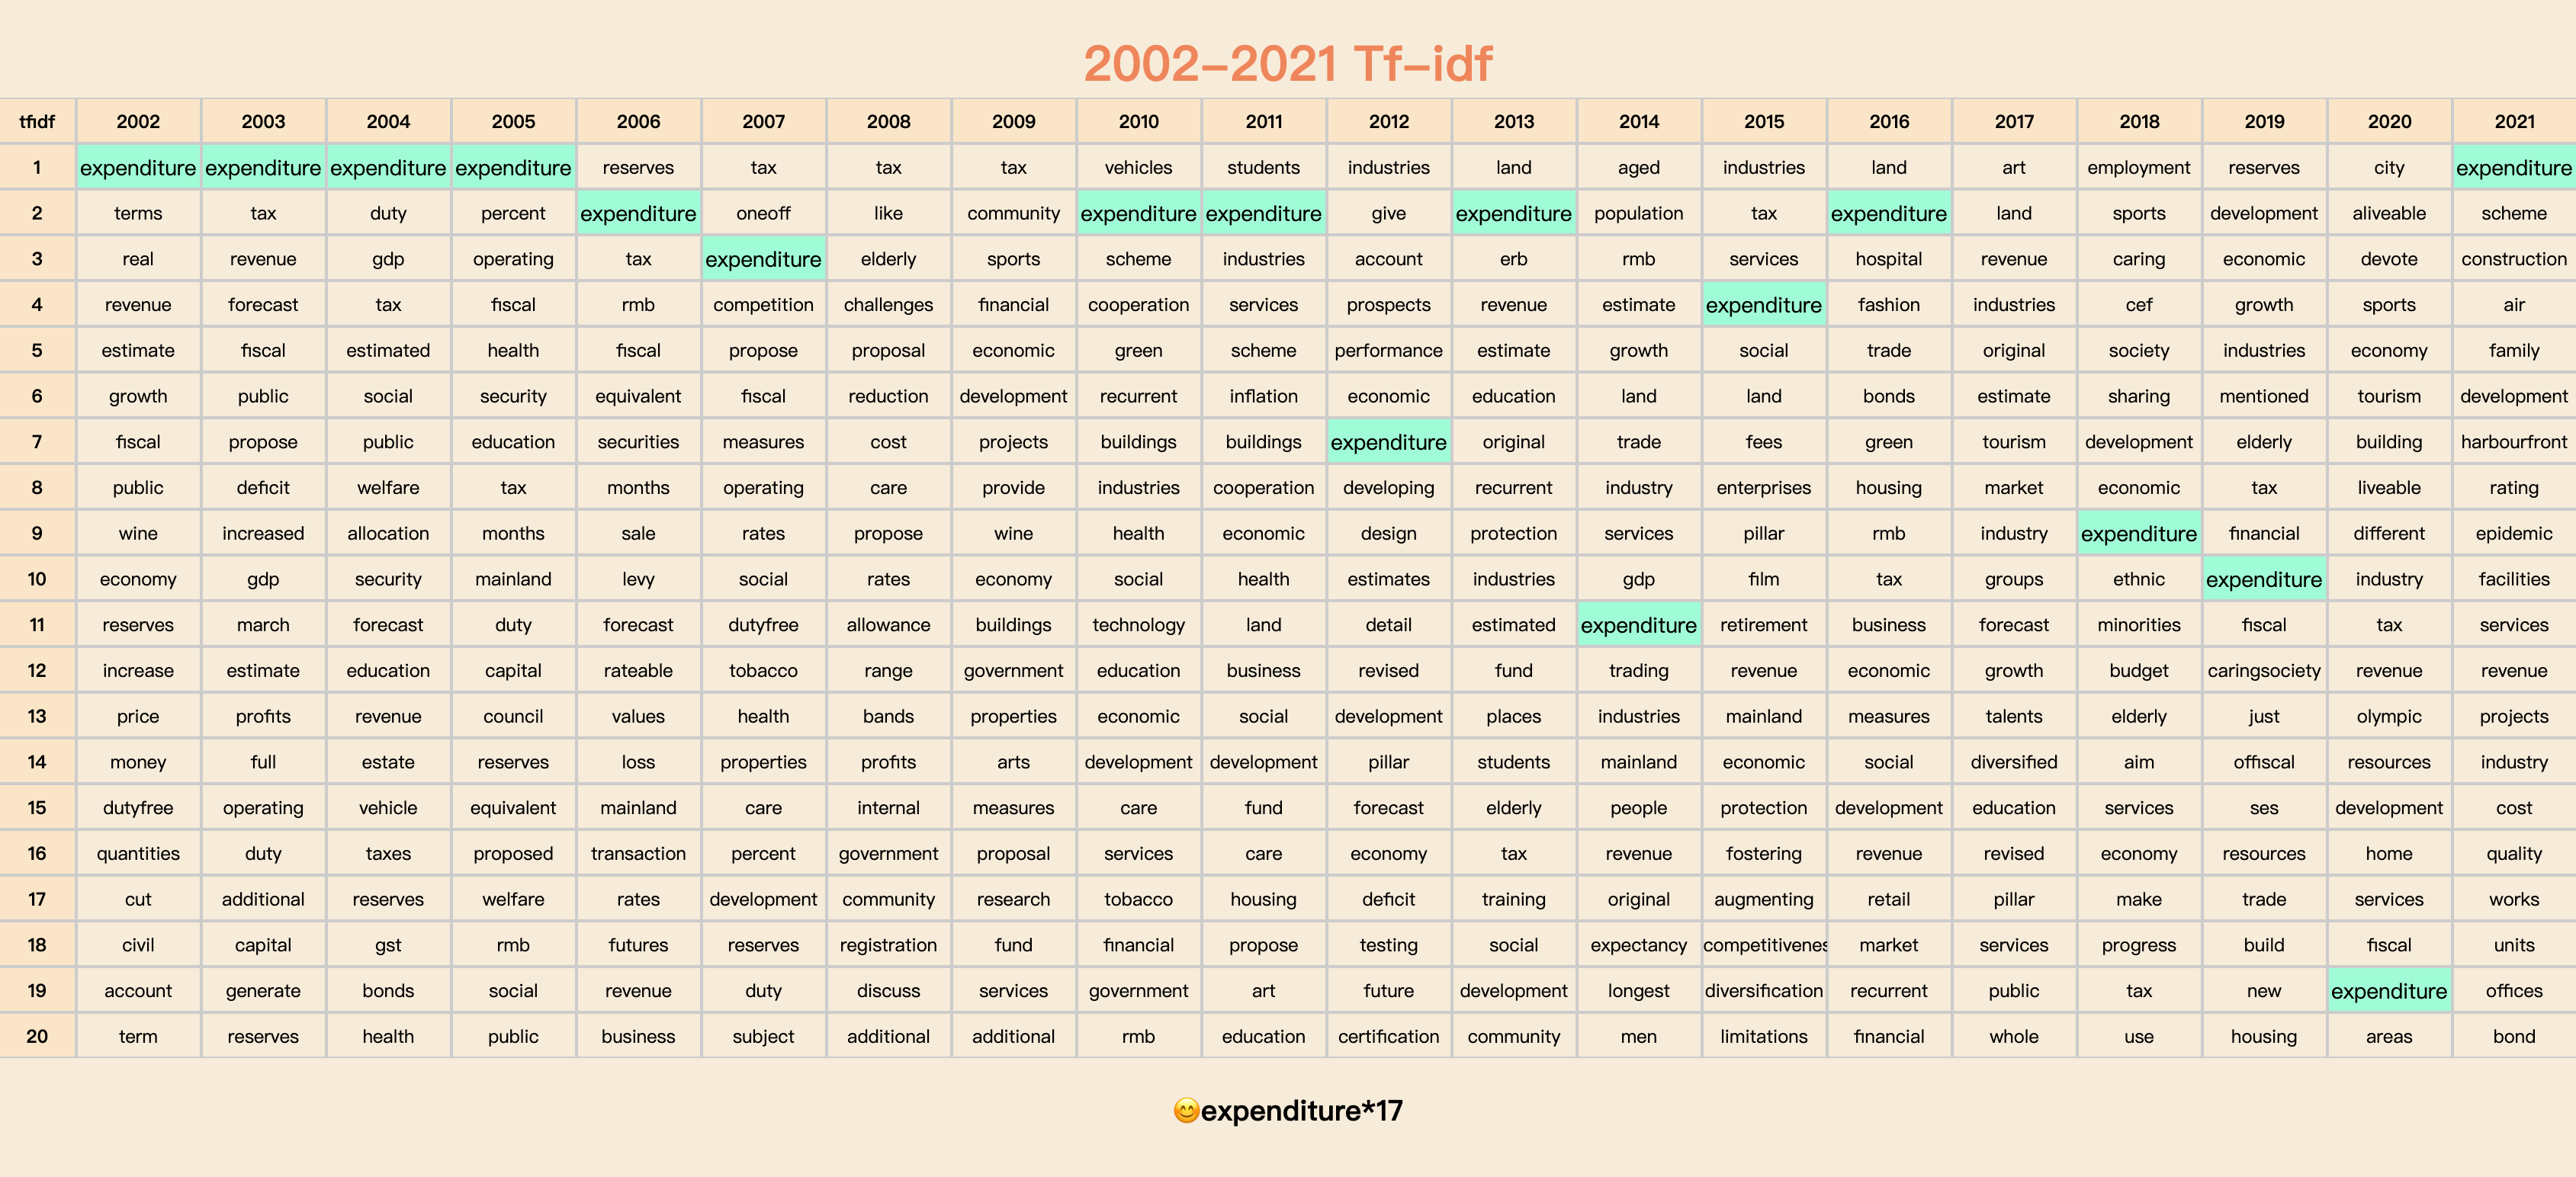 2002–2021 Tf–idf
tfidf 2002 2003 2004 2005 2006 2007 2008 2009 2010 2011 2012 2013 2014 2015 2016 2017 2018 2019 2020 2021
1 expenditure expenditure expenditure expenditure reserves tax tax tax vehicles students industries land aged industries land art employment reserves city expenditure
2 terms tax duty percent expenditure oneoff like community expenditure expenditure give expenditure population tax expenditure land sports development aliveable scheme
3 real revenue gdp operating tax expenditure elderly sports scheme industries account erb rmb services hospital revenue caring economic devote construction
4 revenue forecast tax fiscal rmb competition challenges financial cooperation services prospects revenue estimate expenditure fashion industries cef growth sports air
5 estimate fiscal estimated health fiscal propose proposal economic green scheme performance estimate growth social trade original society industries economy family
6 growth public social security equivalent fiscal reduction development recurrent inflation economic education land land bonds estimate sharing mentioned tourism development
7 fiscal propose public education securities measures cost projects buildings buildings expenditure original trade fees green tourism development elderly building harbourfront
8 public deficit welfare tax months operating care provide industries cooperation developing recurrent industry enterprises housing market economic tax liveable rating
9 wine increased allocation months sale rates propose wine health economic design protection services pillar rmb industry expenditure financial different epidemic
10 economy gdp security mainland levy social rates economy social health estimates industries gdp film tax groups ethnic expenditure industry facilities
11 reserves march forecast duty forecast dutyfree allowance buildings technology land detail estimated expenditure retirement business forecast minorities fiscal tax services
12 increase estimate education capital rateable tobacco range government education business revised fund trading revenue economic growth budget caringsociety revenue revenue
13 price profits revenue council values health bands properties economic social development places industries mainland measures talents elderly just olympic projects
14 money full estate reserves loss properties profits arts development development pillar students mainland economic social diversified aim offiscal resources industry
15 dutyfree operating vehicle equivalent mainland care internal measures care fund forecast elderly people protection development education services ses development cost
16 quantities duty taxes proposed transaction percent government proposal services care economy tax revenue fostering revenue revised economy resources home quality
17 cut additional reserves welfare rates development community research tobacco housing deficit training original augmenting retail pillar make trade services works
18 civil capital gst rmb futures reserves registration fund financial propose testing social expectancy competitivenes market services progress build fiscal units
19 account generate bonds social revenue duty discuss services government art future development longest diversification recurrent public tax new expenditure offices
20 term reserves health public business subject additional additional rmb education certification community men limitations financial whole use housing areas bond
😊expenditure*17